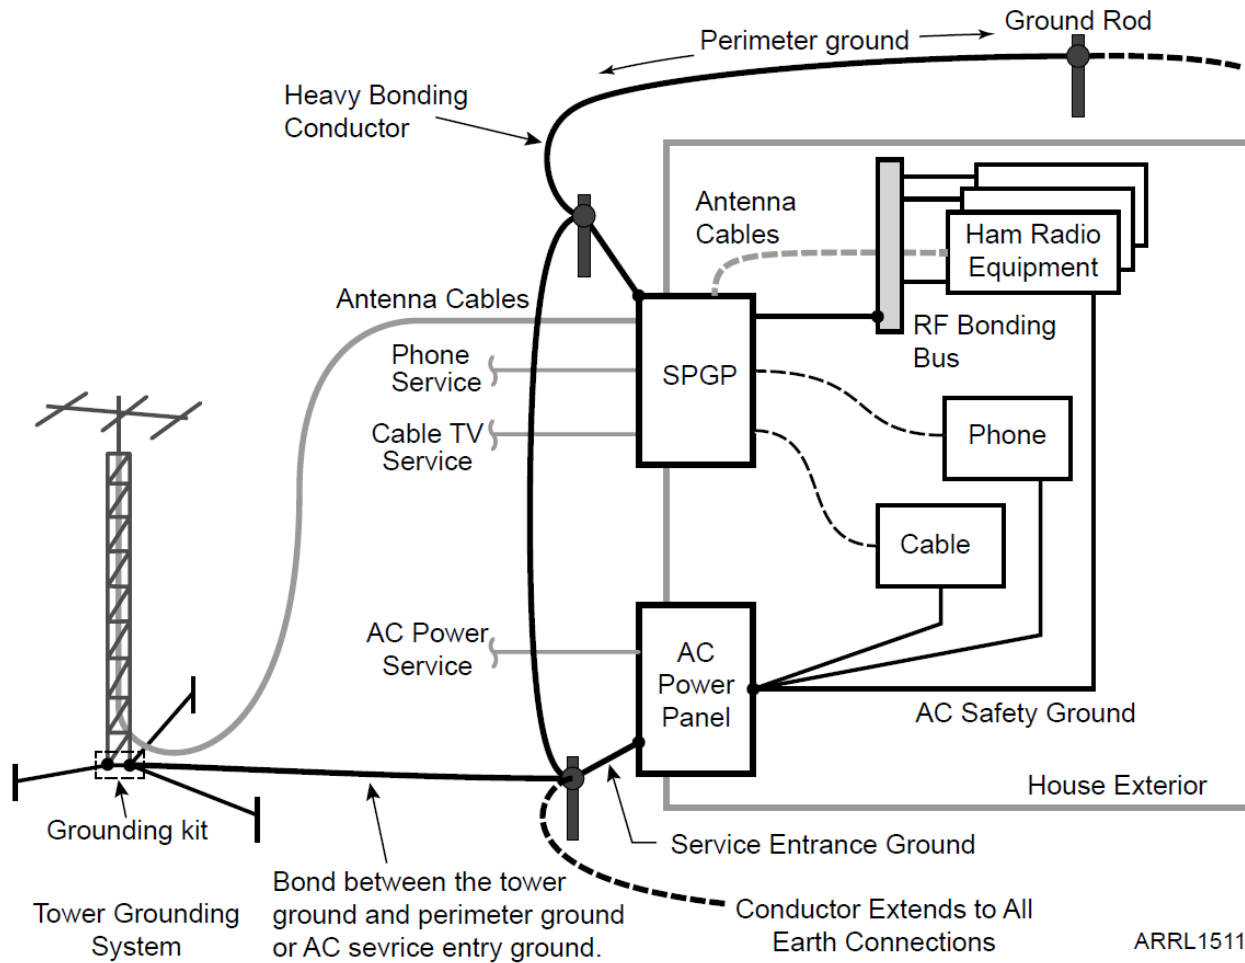 Ground Rod
Perimeter ground
Heavy Bonding
Conductor
Antenna
Cables
Ham Radio
Equipment
Antenna Cables
RF Bonding
Bus
Phone
Service
SPGP
Cable TV
Service
Phone
Cable
AC Power
Service
AC
Power
Panel
AC Safety Ground
House Exterior
Grounding kit
Service Entrance Ground
Tower Grounding
System
Bond between the tower
ground and perimeter ground
or AC sevrice entry ground.
Conductor Extends to All
Earth Connections
ARRL1511